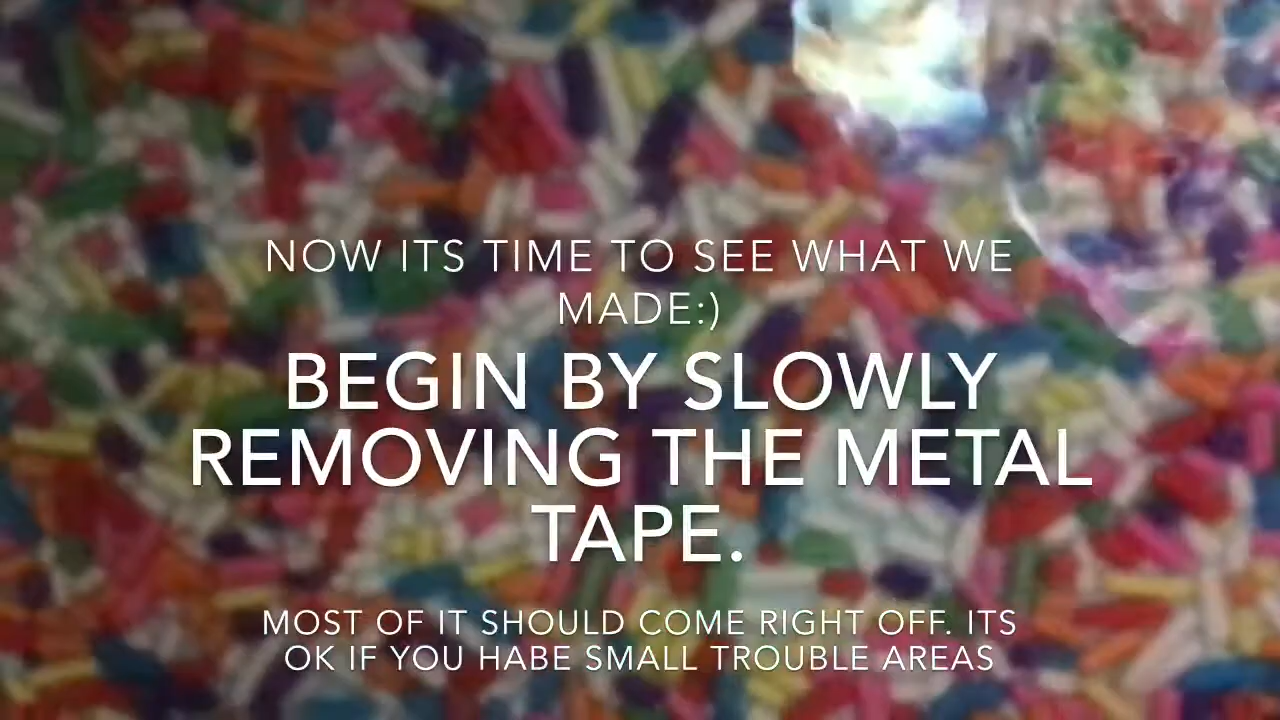 NOW ITS TIME TO SEE WHAT WE
MADE:)
BEGIN BY SLOWLY
REMOVING THE METAL
TAPE.
MOST OF IT SHOULD COME RIGHT OFF. ITS
OK IF YOU HABE SMALL TROUBLE AREAS